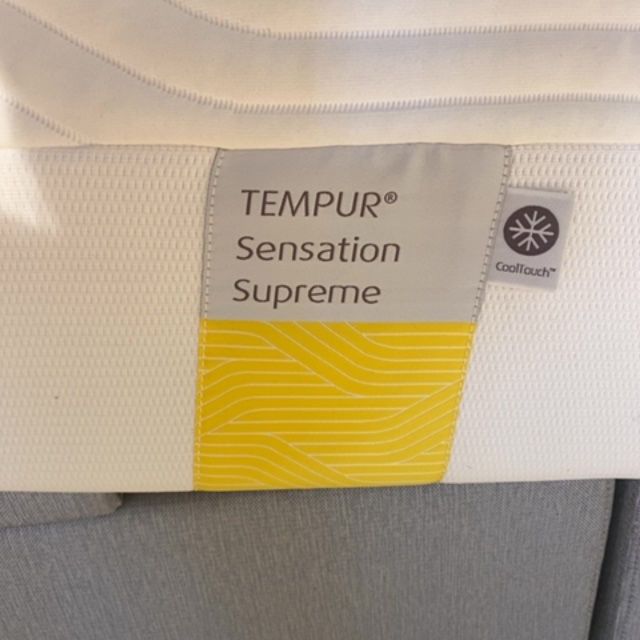 TEMPUR®
Sensation
Supreme
CoolTouch™